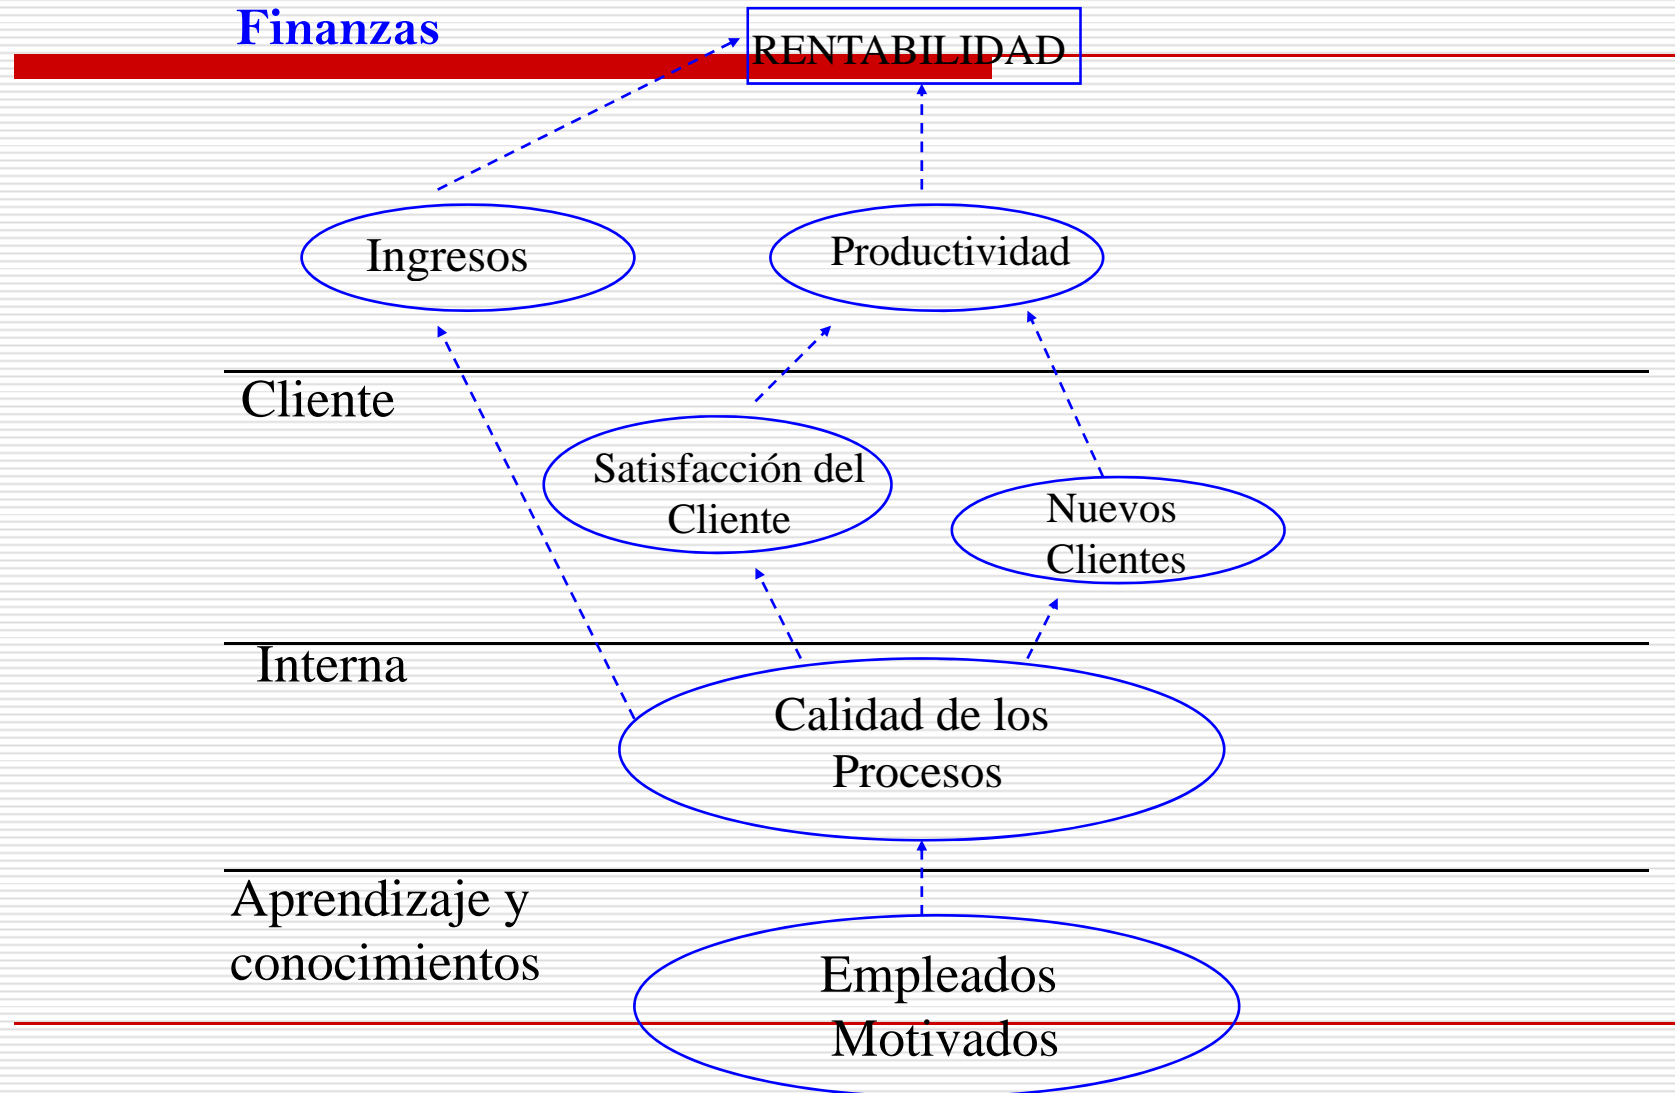 Finanzas
RENTABILIDAD
Ingresos
Productividad
Cliente
Satisfacción del
Cliente
Nuevos
Clientes
Interna
Calidad de los
Procesos
Aprendizaje y
conocimientos
Empleados
Motivados